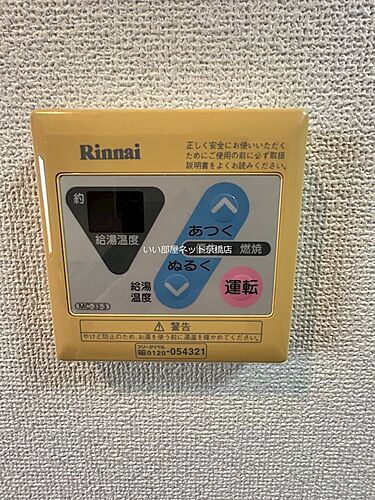 Rinnai
正しく安全にお使いいただく
ためにご使用の前に必ず取扱
説明書をよくお読みください。
約
給湯温度
あつく
いい部屋ネット京橋店
燃焼
ぬるく
給湯
温度
運転
MC-33-3
警告
やけど防止のため、お湯を使う前に湯温を確かめてください。
フリーダイヤル
0120-054321